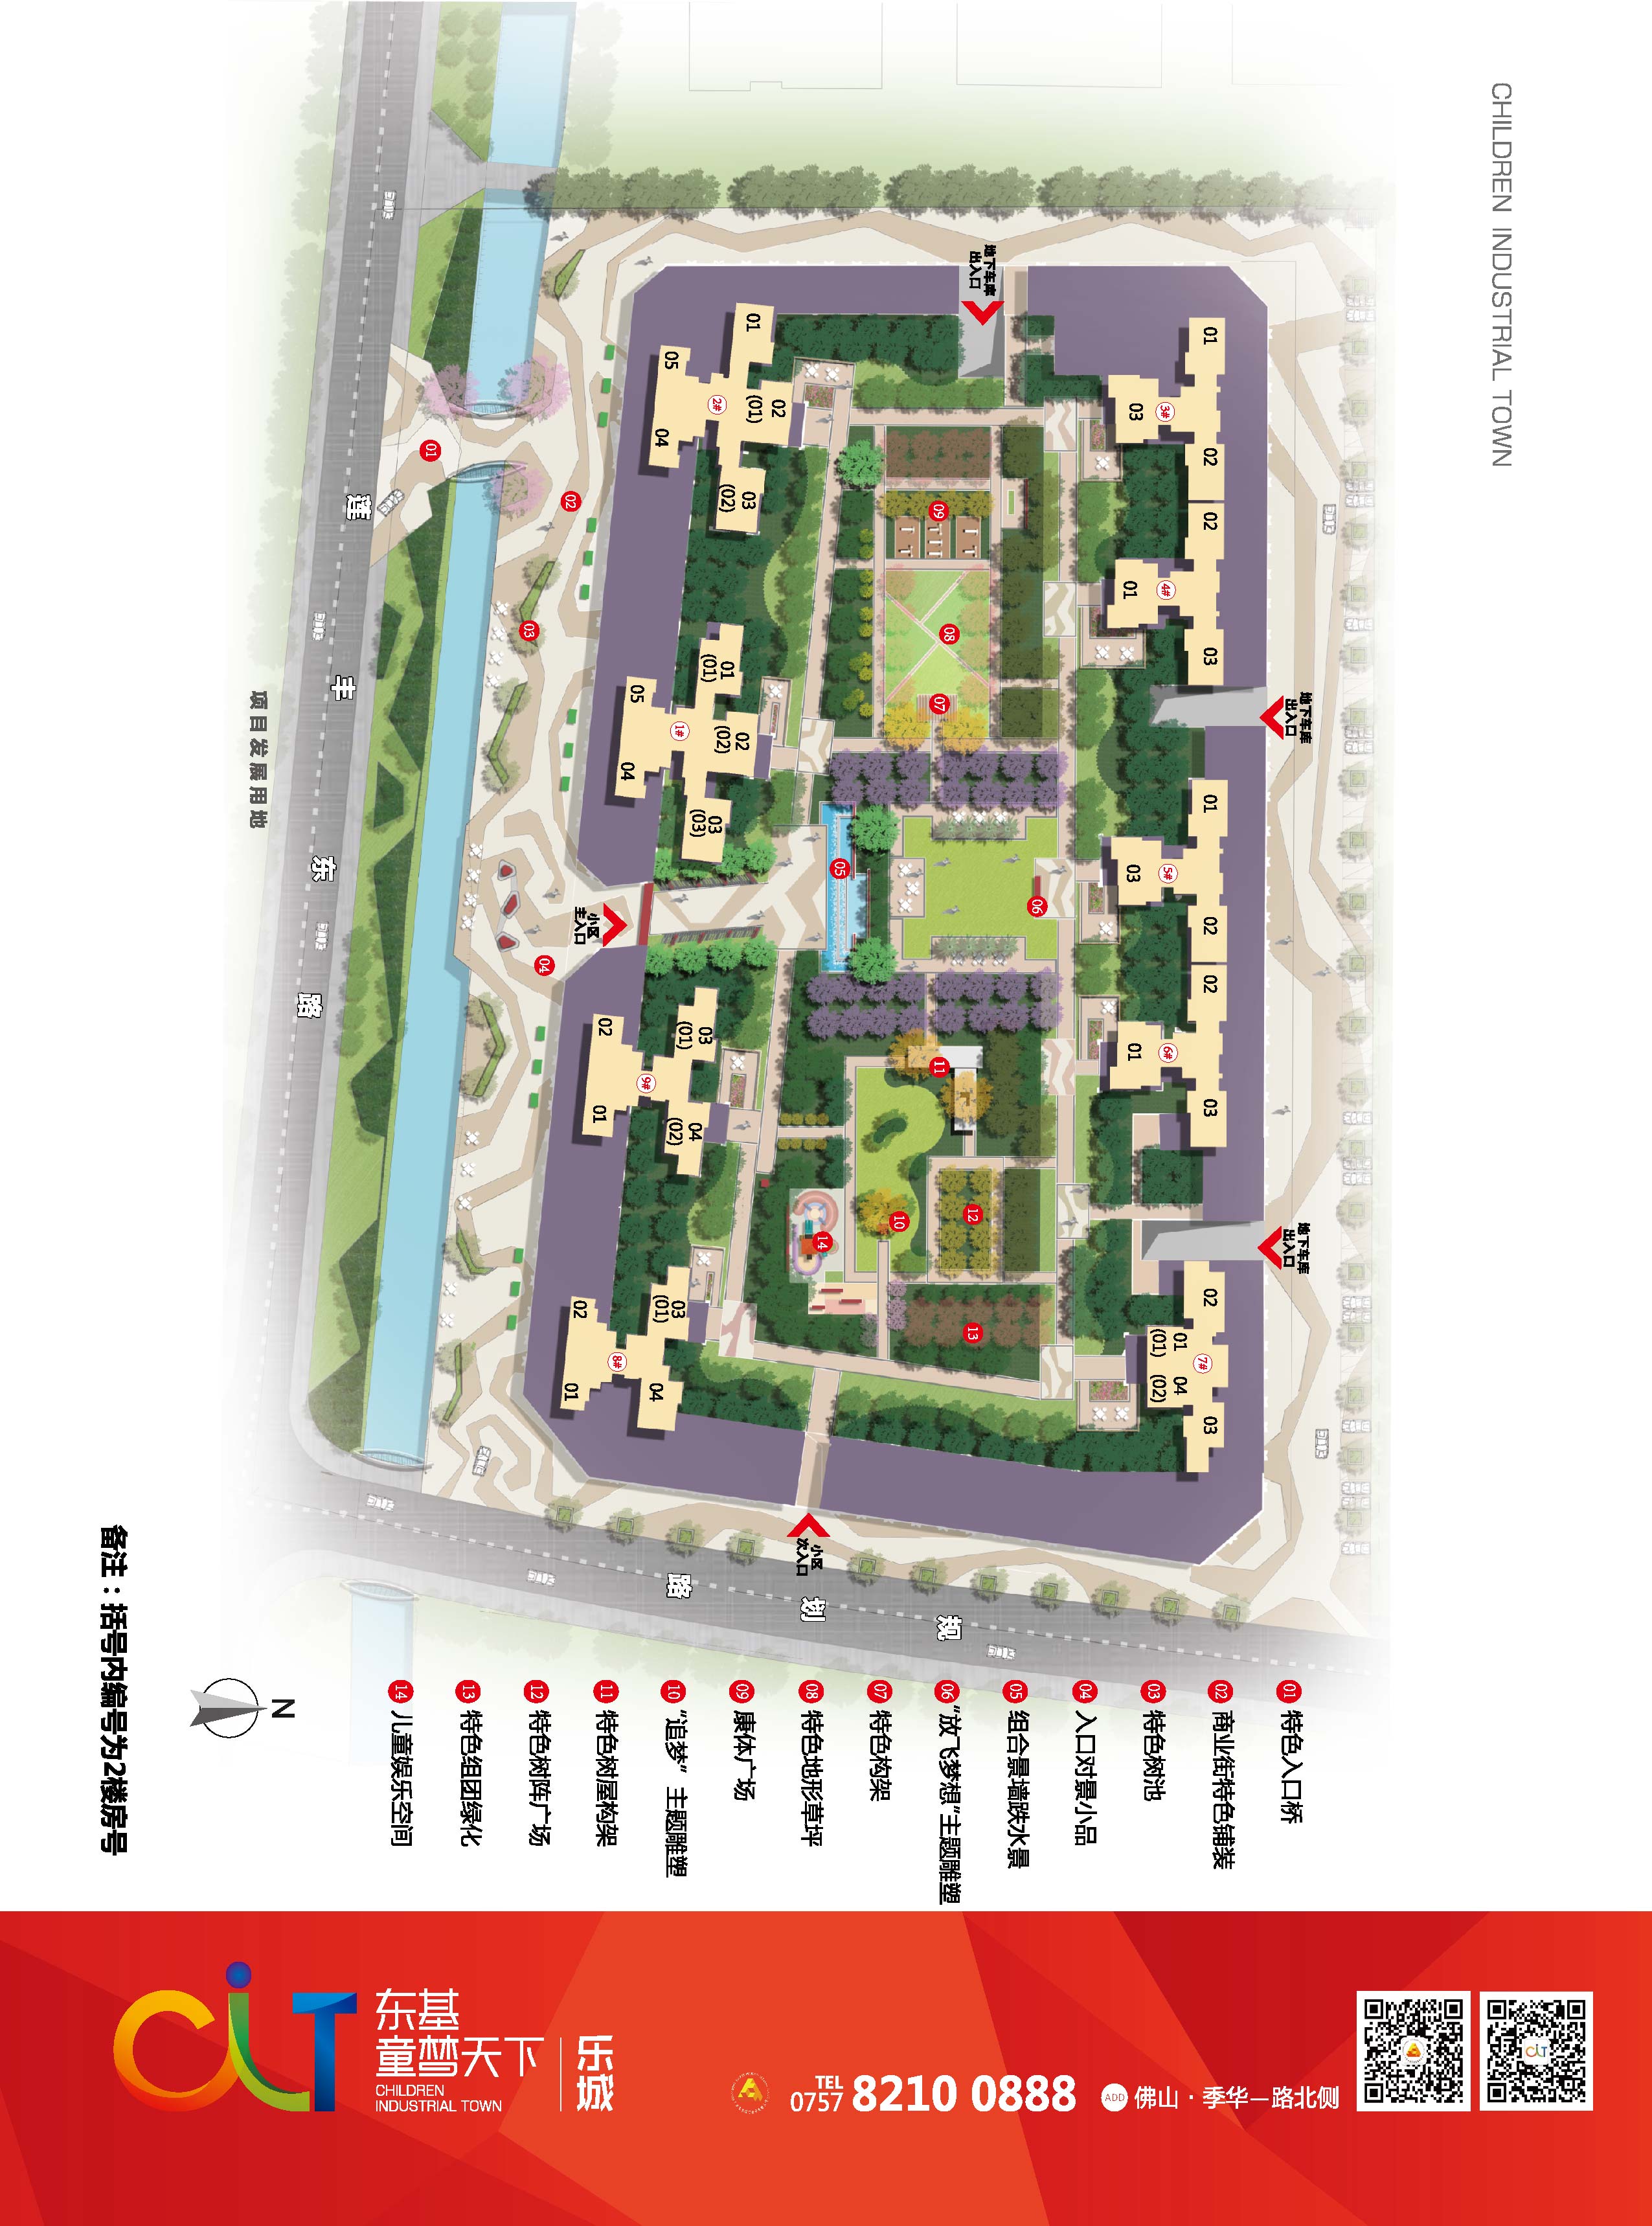 CHILDREN INDUSTRIAL TOWN
地下车库
出入口
01
05
02
(01)
2#
04
03
(02)
01
3#
03
02
02
4#
01
03
地下车库
出入口
01
(01)
05
1#
02
(02)
04
03
(03)
01
5#
03
02
02
6#
01
03
地下车库
出入口
小区
主入口
02
03
(01)
9#
01
04
(02)
02
03
(01)
8#
01
04
02
01
(01)
7#
04
(02)
03
小区
次入口
01
02
03
04
05
06
07
08
09
10
11
12
13
14
莲丰东路
项目发展用地
规划路
01 特色入口桥
02 商业街特色铺装
03 特色树池
04 入口对景小品
05 组合景墙跌水景
06 “放飞梦想”主题雕塑
07 特色构架
08 特色地形草坪
09 康体广场
10 “追梦”主题雕塑
11 特色树屋构架
12 特色树阵广场
13 特色组团绿化
14 儿童娱乐空间
N
备注：括号内编号为2楼房号
CIT
东基
童梦天下
CHILDREN
INDUSTRIAL TOWN
乐城
TEL
0757 8210 0888
ADD 佛山·季华一路北侧
CIT